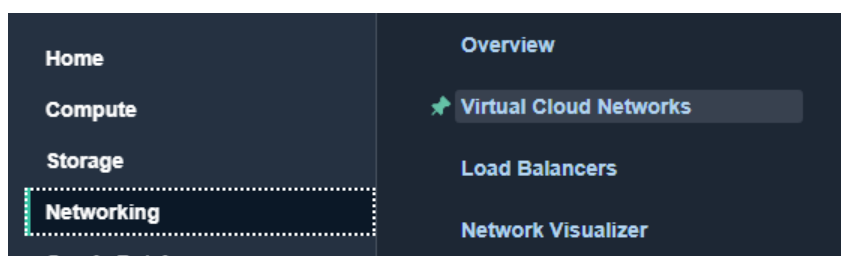 Home
Compute
Storage
Networking
Overview
Virtual Cloud Networks
Load Balancers
Network Visualizer